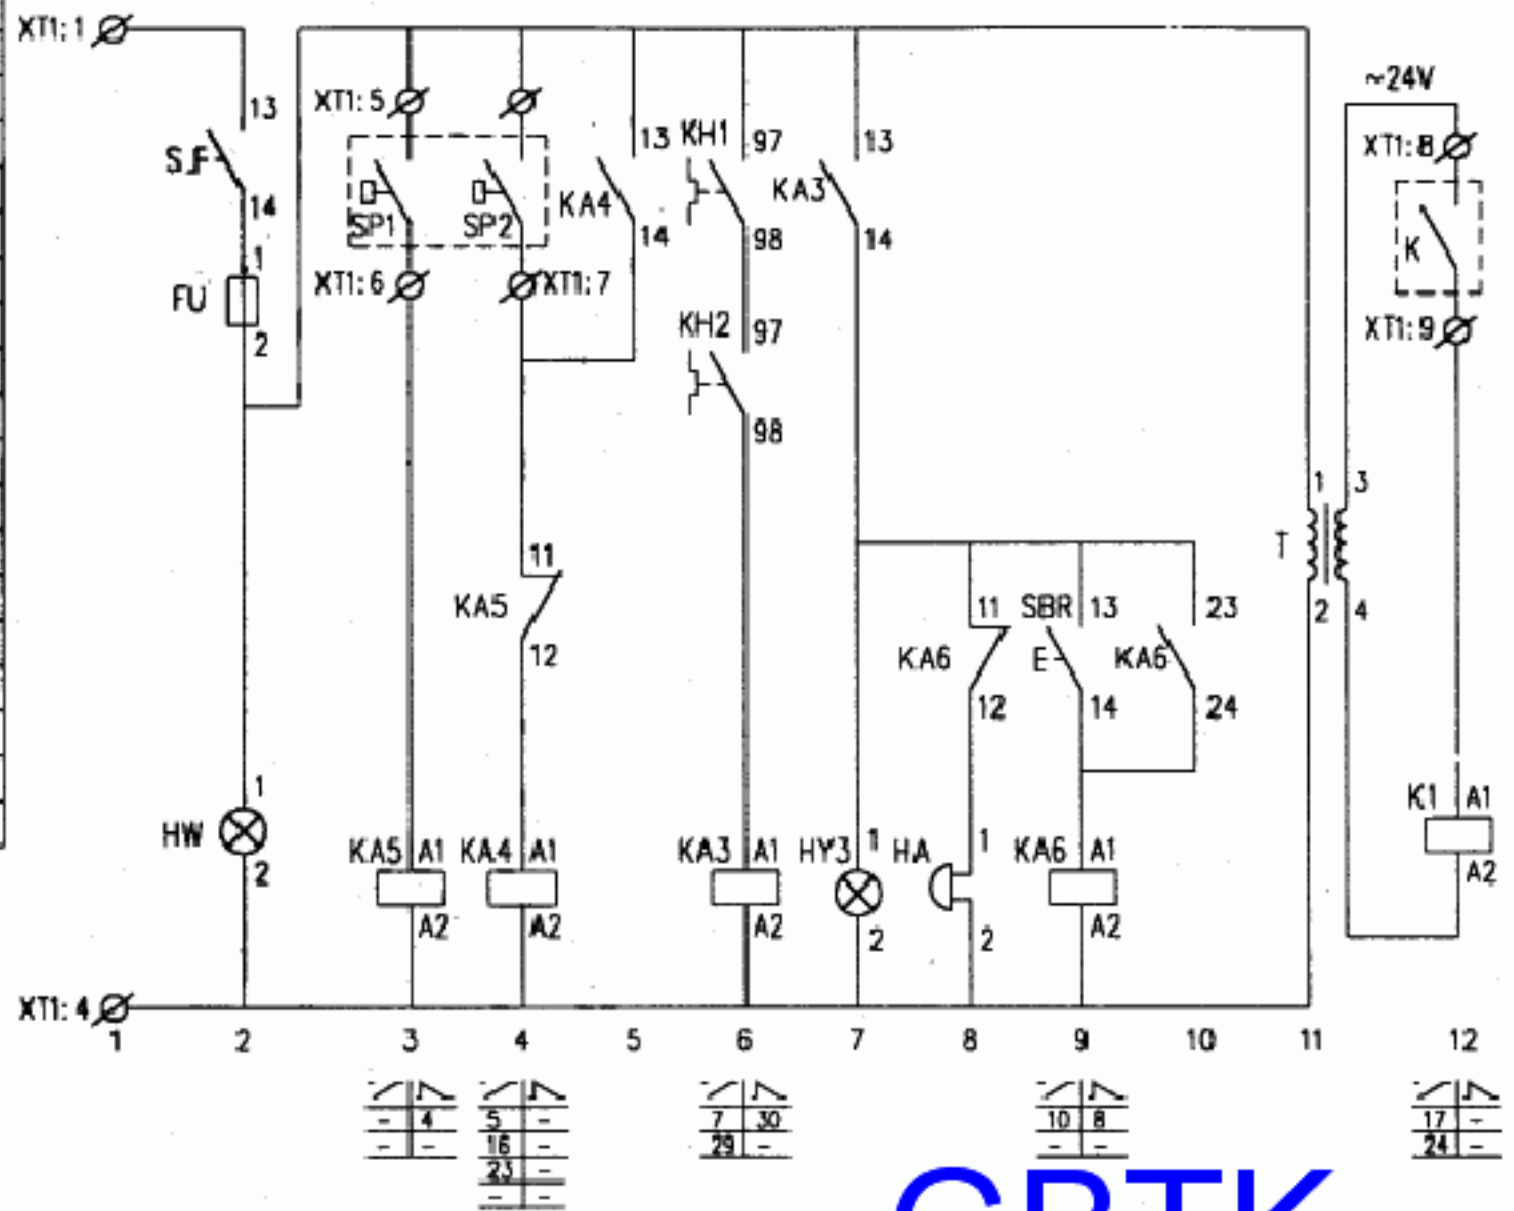 XT1:1
~24V
13
XT1:5
13 KH1 97
13
XT1:8
SF
KA4
KA3
14
SP1
SP2
14
98
14
K
1
XT1:6
XT1:7
FU
KH2 97
XT1:9
2
98
1 3
T
11
KA5
2 4
11 SBR 13
23
12
KA6
E
KA6
12
14
24
1
K1 A1
HW
KA5 A1 KA4 A1
KA3 A1 HY3 1 HA 1
KA6 A1
2
A2
A2
A2
A2
2
2
A2
XT1:4
1 2 3 4 5 6 7 8 9 10 11 12
- 4
5 -
7 30
10 8
17 -
- -
16 -
29 -
- -
24 -
23 -
- -